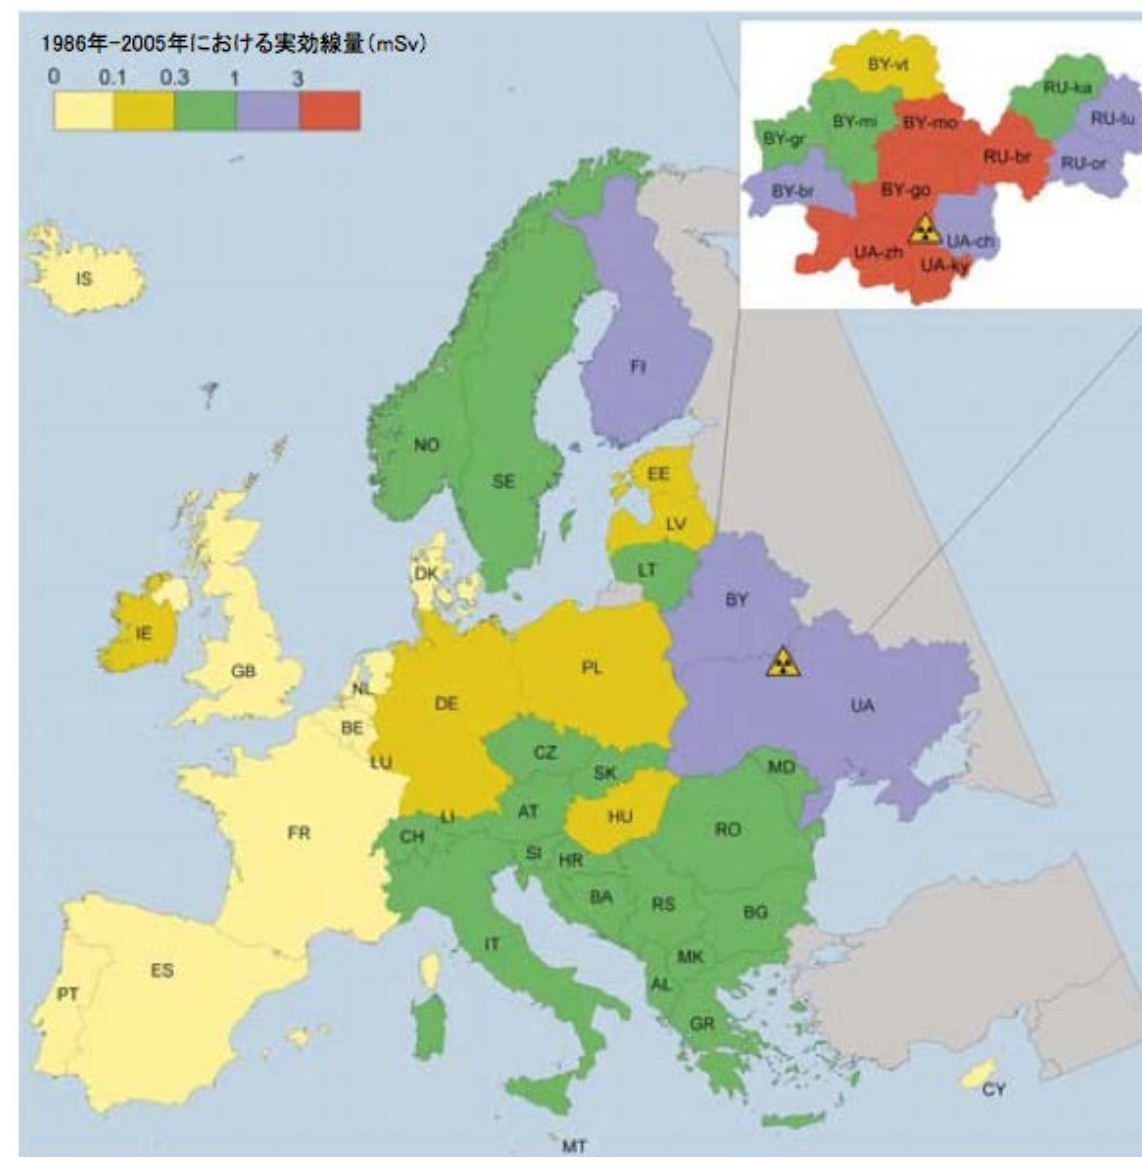 1986年-2005年における実効線量(mSv)
0 0.1 0.3 1 3
BY-vt
RU-ka
BY-mi
BY-mo
RU-tu
BY-gr
RU-br
RU-or
BY-br
BY-go
UA-ch
UA-zh
UA-ky
IS
FI
NO
SE
EE
LV
LT
DK
BY
IE
GB
NL
PL
DE
UA
BE
CZ
LU
SK
MD
LI
AT
HU
FR
CH
RO
SI
HR
BA
RS
BG
IT
ES
MK
PT
AL
GR
CY
MT